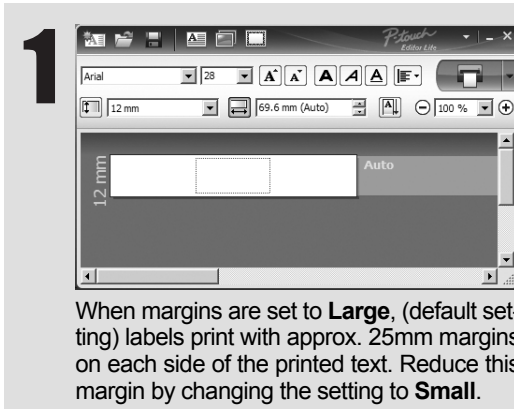 1
P-touch
Editor Lite
Arial
28
A A A A A
12 mm
69.6 mm (Auto)
A
100 %
12 mm
Auto
When margins are set to Large, (default set-
ting) labels print with approx. 25mm margins
on each side of the printed text. Reduce this
margin by changing the setting to Small.